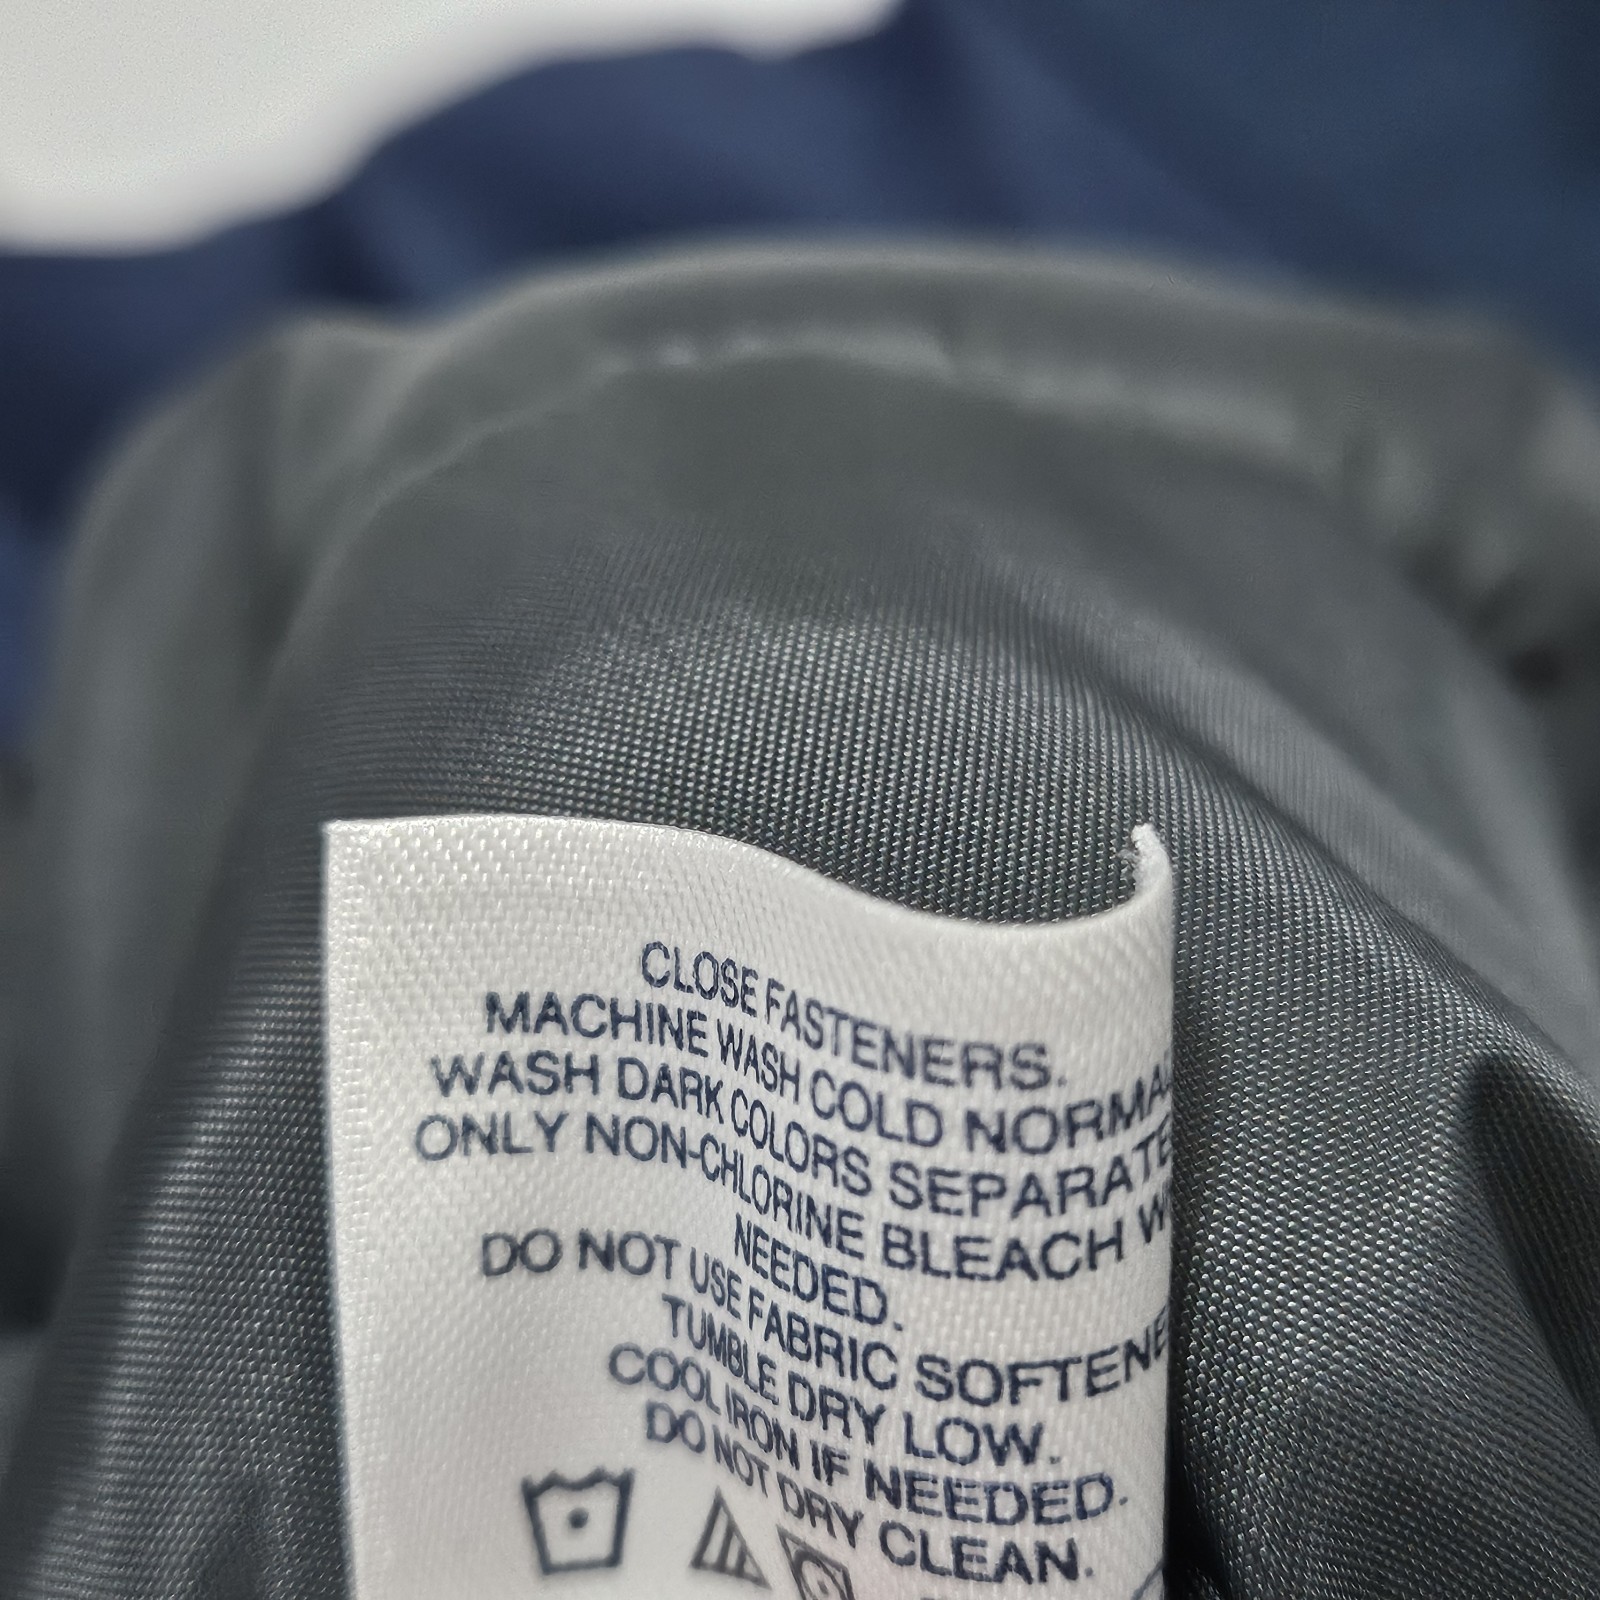 CLOSE FASTENERS.
MACHINE WASH COLD NORMAL
WASH DARK COLORS SEPARATE
ONLY NON-CHLORINE BLEACH
NEEDED.
DO NOT USE FABRIC SOFTENE
TUMBLE DRY LOW.
COOL IRON IF NEEDED.
DO NOT DRY CLEAN.